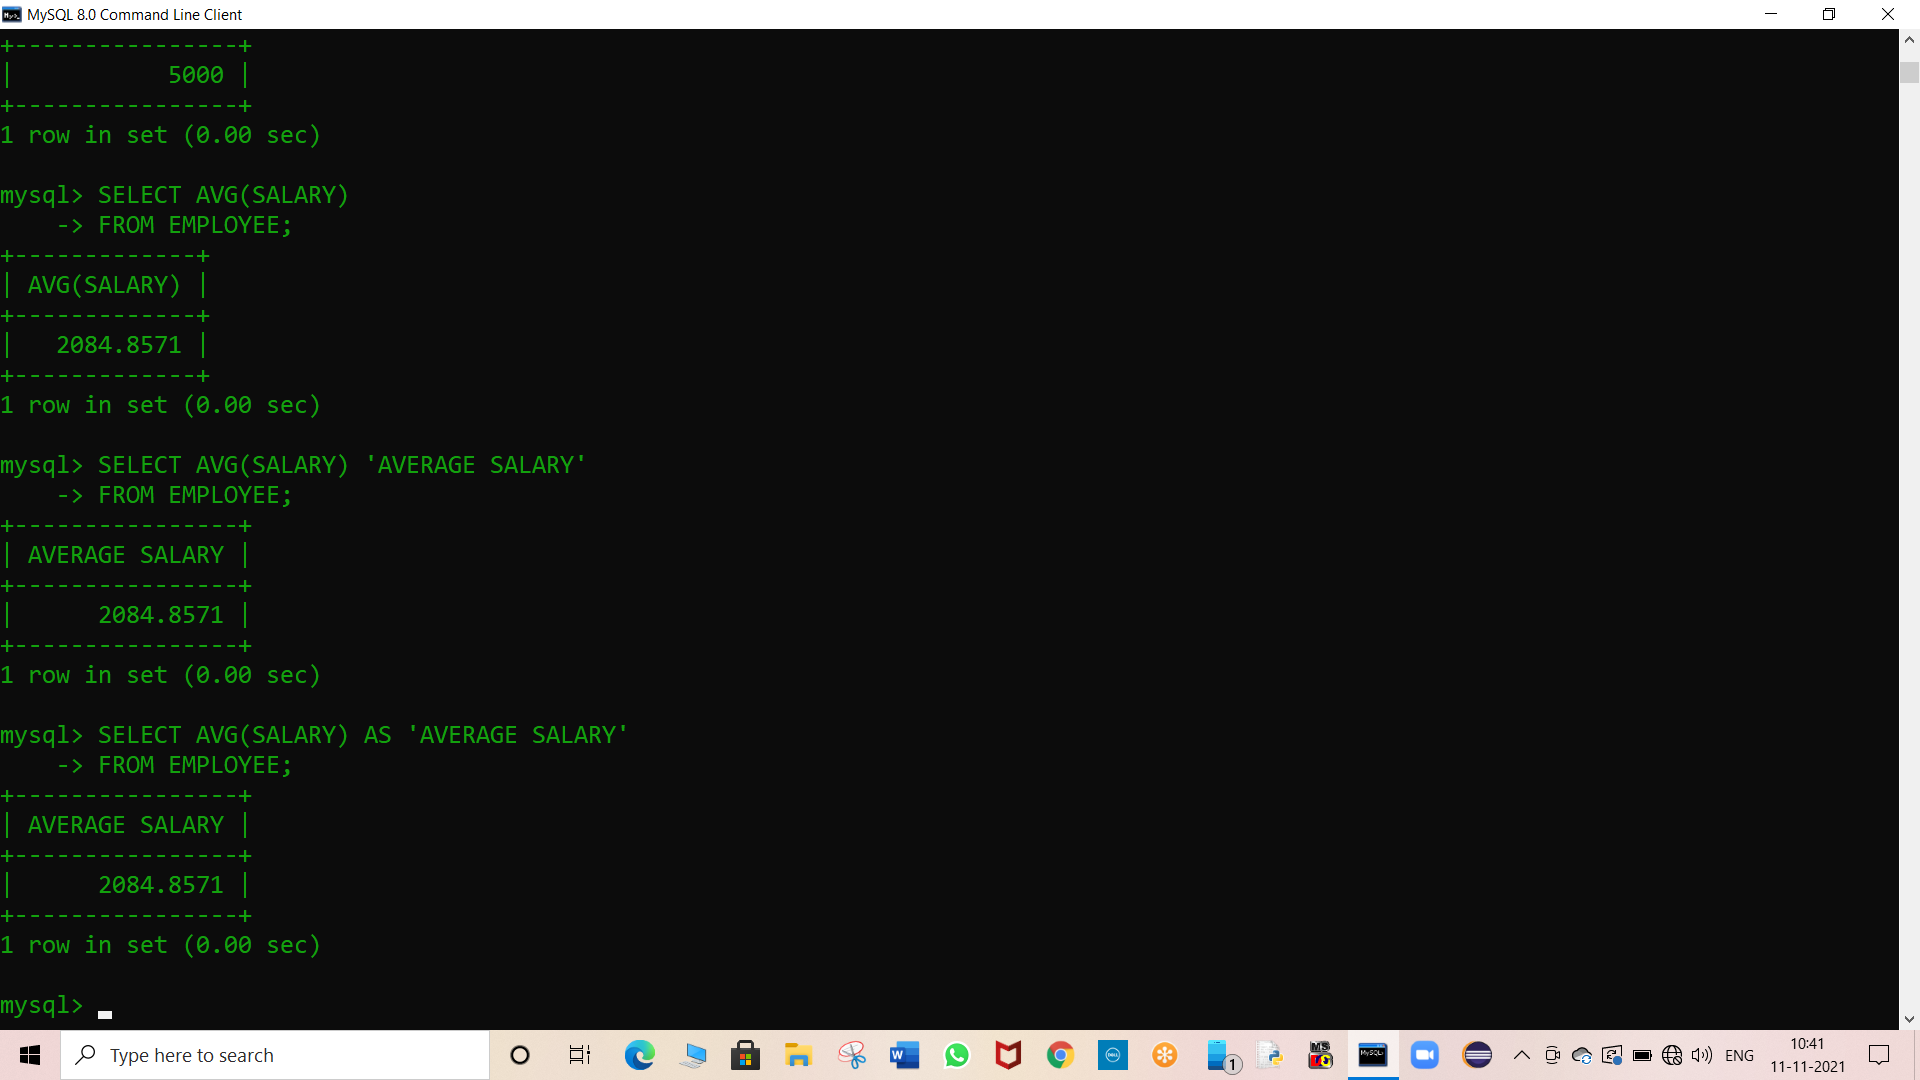 MySQL 8.0 Command Line Client
+----------------+
|           5000 |
+----------------+
1 row in set (0.00 sec)
mysql> SELECT AVG(SALARY)
    -> FROM EMPLOYEE;
+-------------+
| AVG(SALARY) |
+-------------+
|   2084.8571 |
+-------------+
1 row in set (0.00 sec)
mysql> SELECT AVG(SALARY) 'AVERAGE SALARY'
    -> FROM EMPLOYEE;
+----------------+
| AVERAGE SALARY |
+----------------+
|      2084.8571 |
+----------------+
1 row in set (0.00 sec)
mysql> SELECT AVG(SALARY) AS 'AVERAGE SALARY'
    -> FROM EMPLOYEE;
+----------------+
| AVERAGE SALARY |
+----------------+
|      2084.8571 |
+----------------+
1 row in set (0.00 sec)
mysql>
Type here to search
1
ENG
10:41
11-11-2021